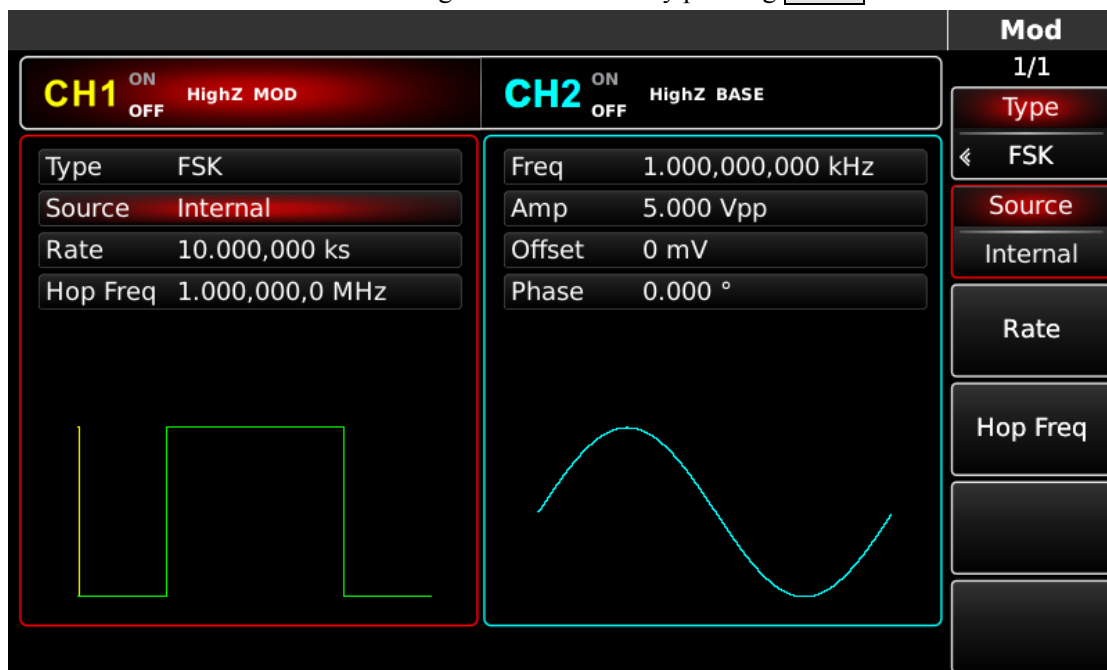 Mod
1/1
CH1 ON OFF HighZ MOD
CH2 ON OFF HighZ BASE
Type FSK
Source Internal
Rate 10.000,000 ks
Hop Freq 1.000,000,0 MHz
Freq 1.000,000,000 kHz
Amp 5.000 Vpp
Offset 0 mV
Phase 0.000 °
Type
FSK
Source
Internal
Rate
Hop Freq